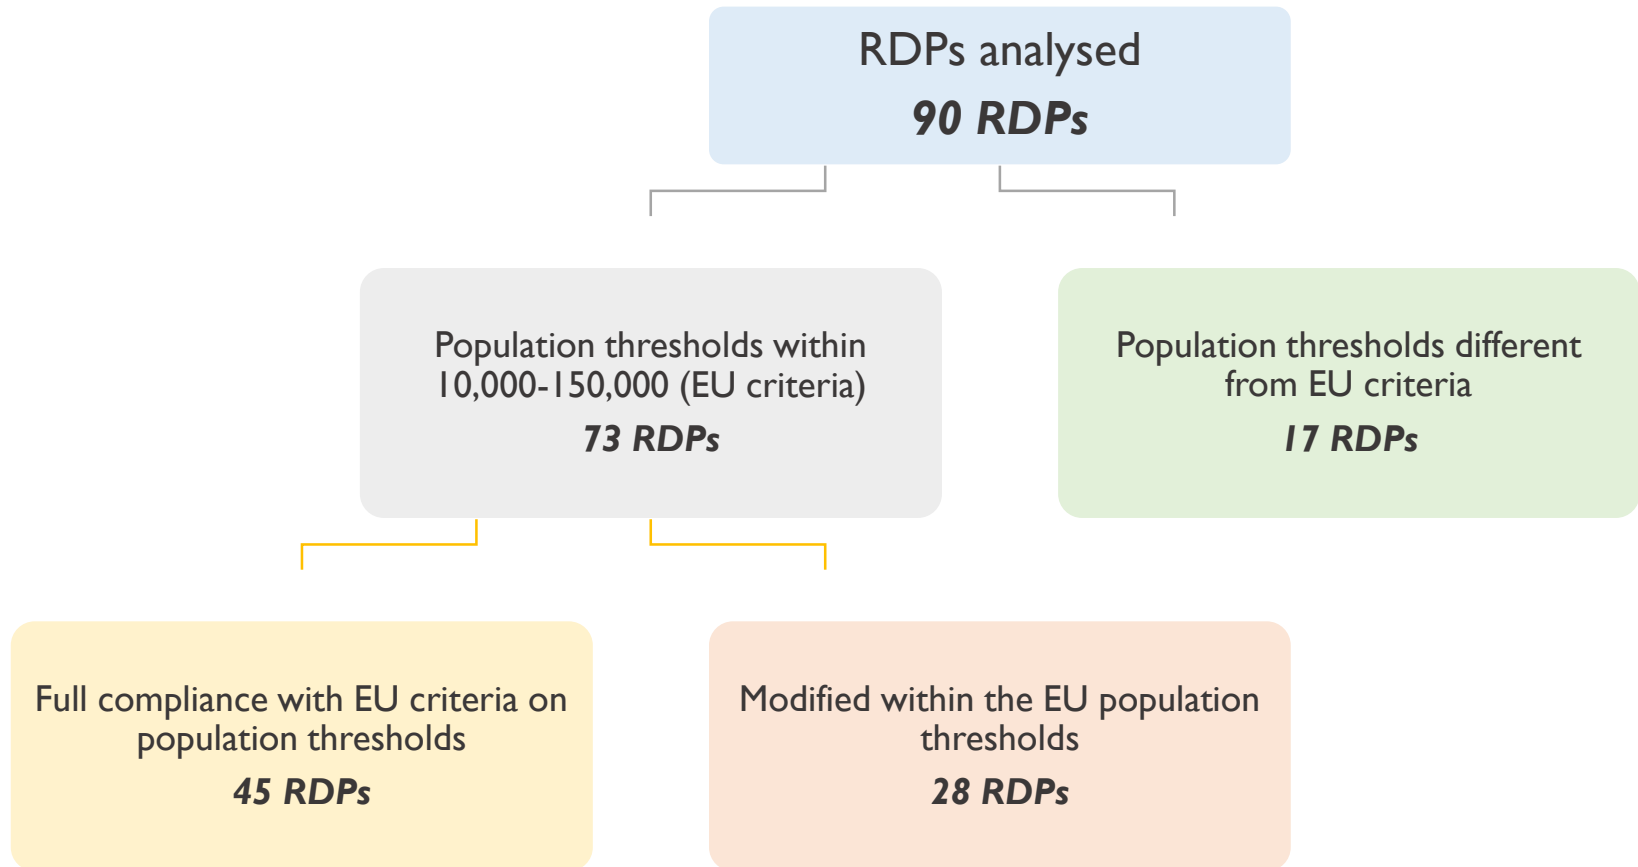 RDPs analysed
90 RDPs
Population thresholds within
10,000-150,000 (EU criteria)
73 RDPs
Population thresholds different
from EU criteria
17 RDPs
Full compliance with EU criteria on
population thresholds
45 RDPs
Modified within the EU population
thresholds
28 RDPs